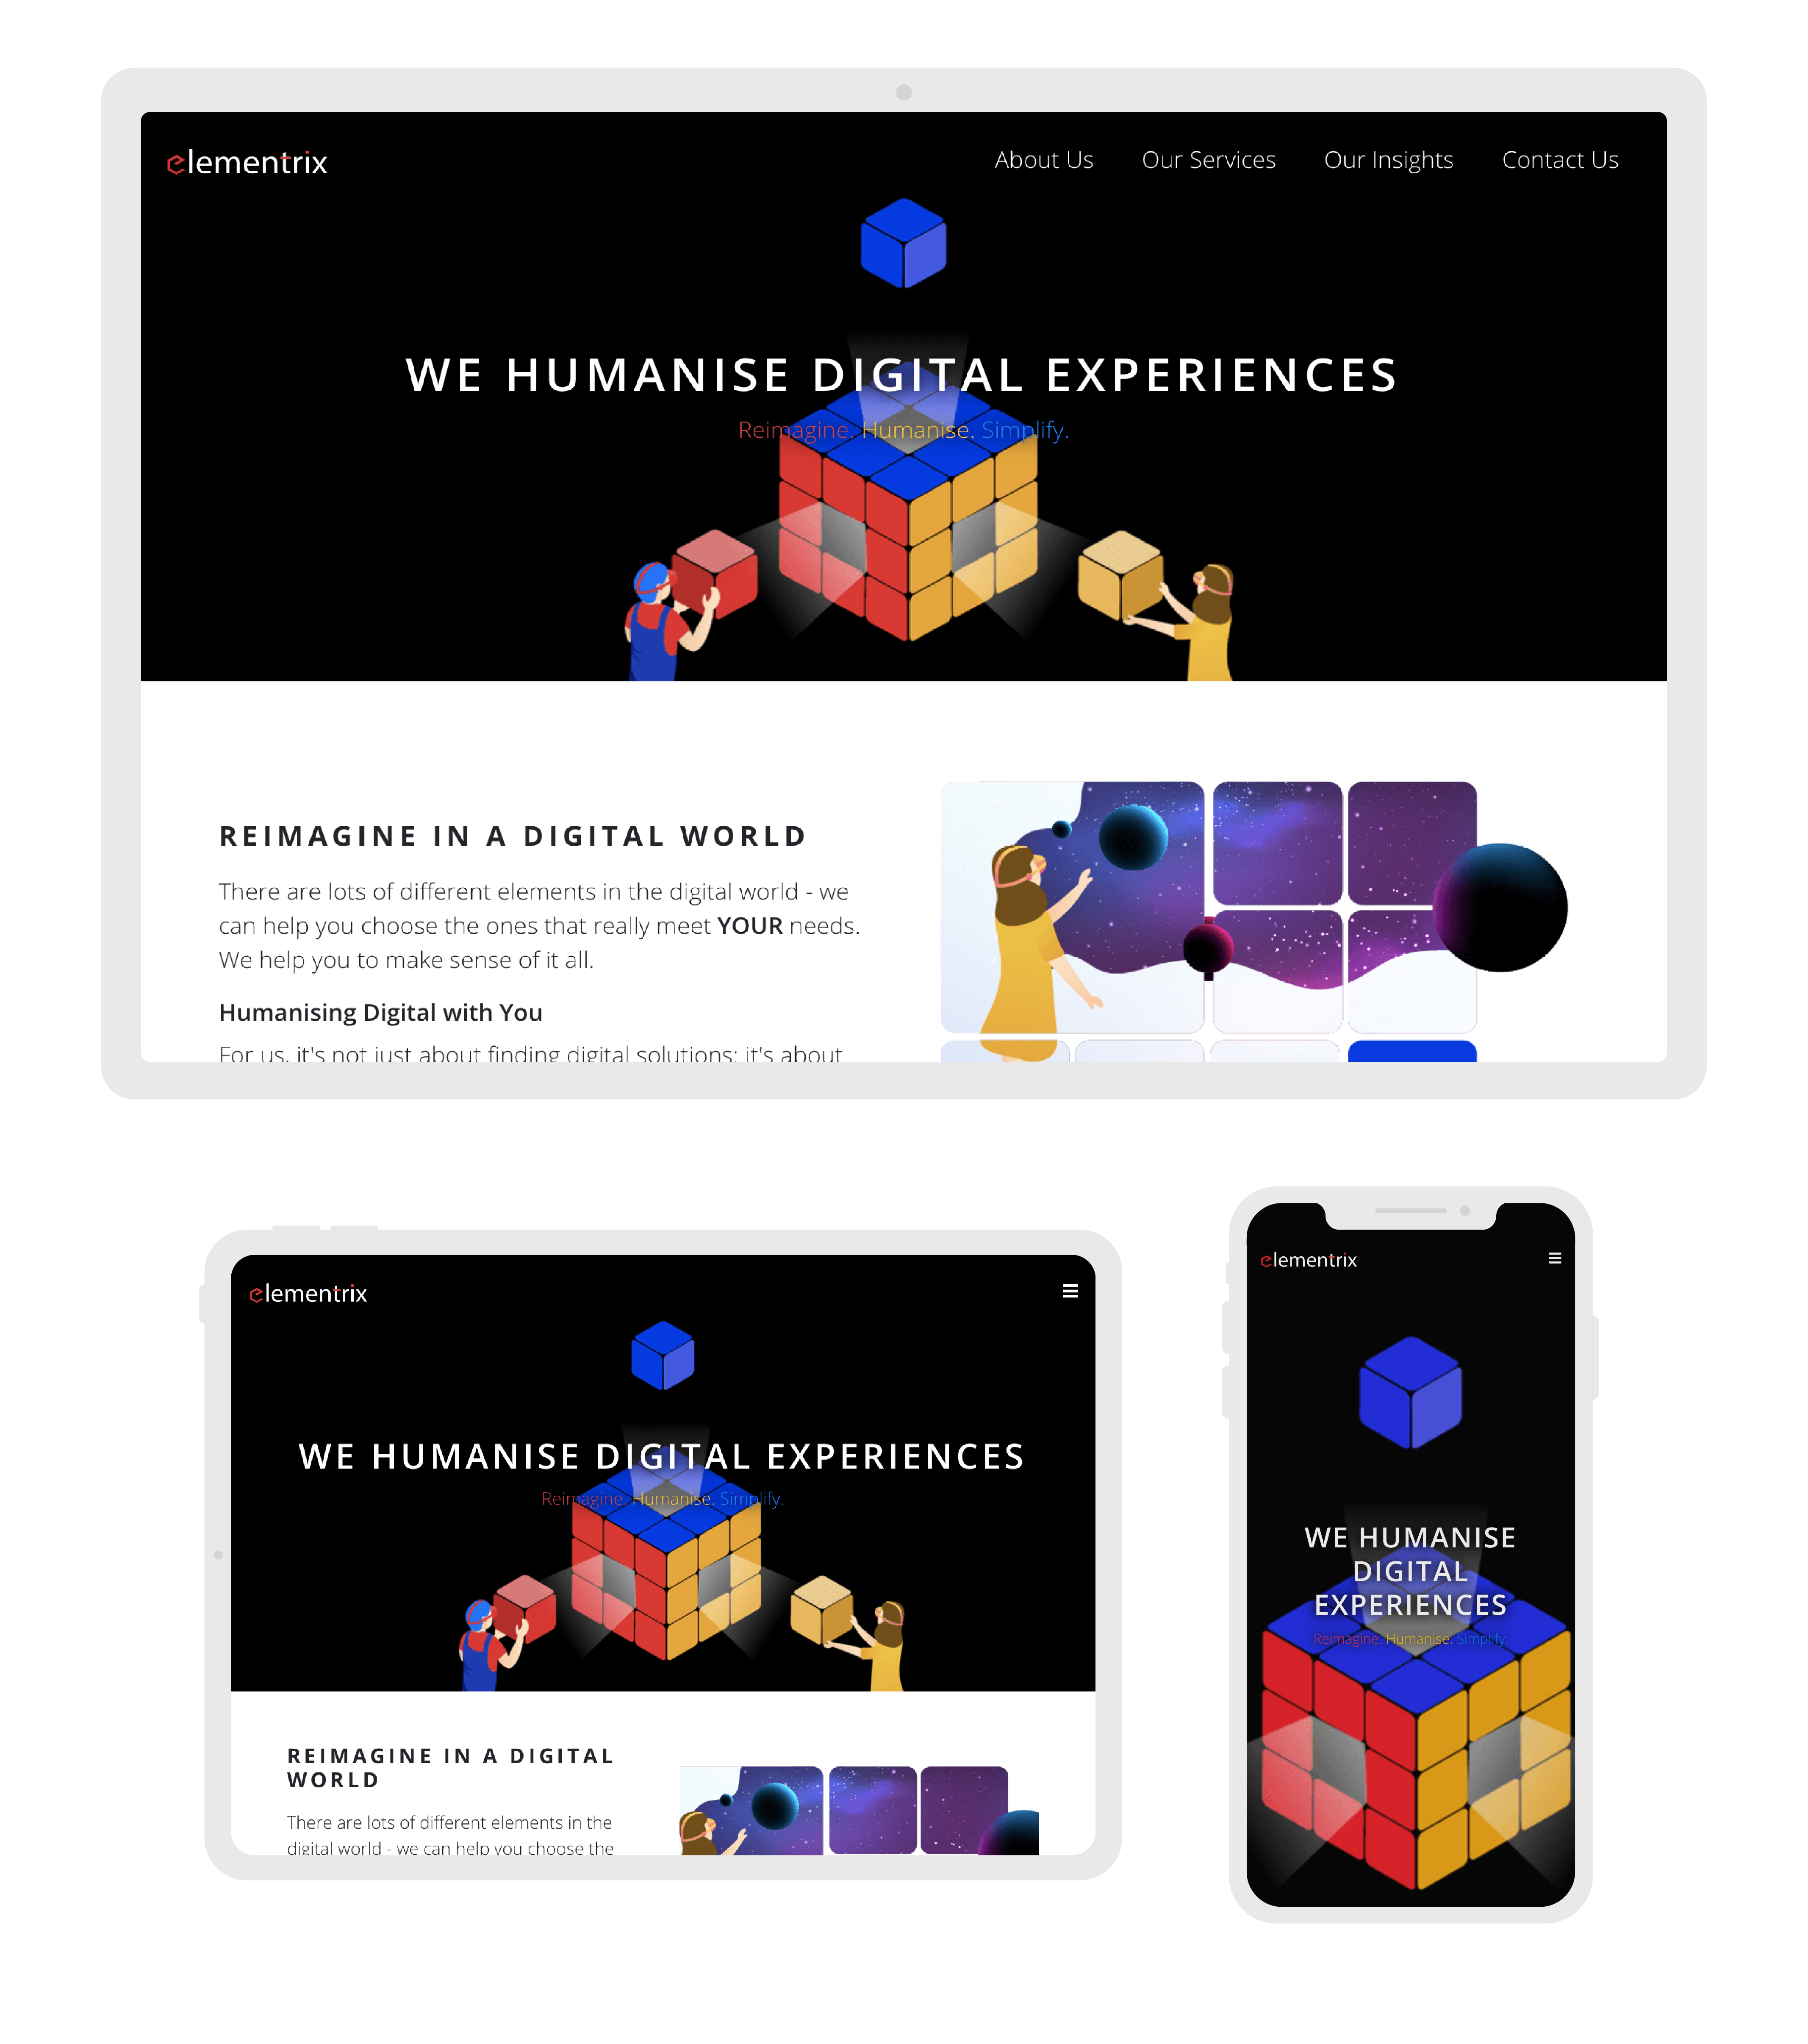 elementrix
About Us Our Services Our Insights Contact Us
WE HUMANISE DIGITAL EXPERIENCES
Reimagine. Humanise. Simplify.
REIMAGINE IN A DIGITAL WORLD
There are lots of different elements in the digital world - we
can help you choose the ones that really meet YOUR needs.
We help you to make sense of it all.
Humanising Digital with You
For us, it's not just about finding digital solutions; it's about
elementrix
WE HUMANISE DIGITAL EXPERIENCES
Reimagine. Humanise. Simplify.
REIMAGINE IN A DIGITAL
WORLD
There are lots of different elements in the
digital world - we can help you choose the
elementrix
WE HUMANISE
DIGITAL
EXPERIENCES
Reimagine. Humanise. Simplify.